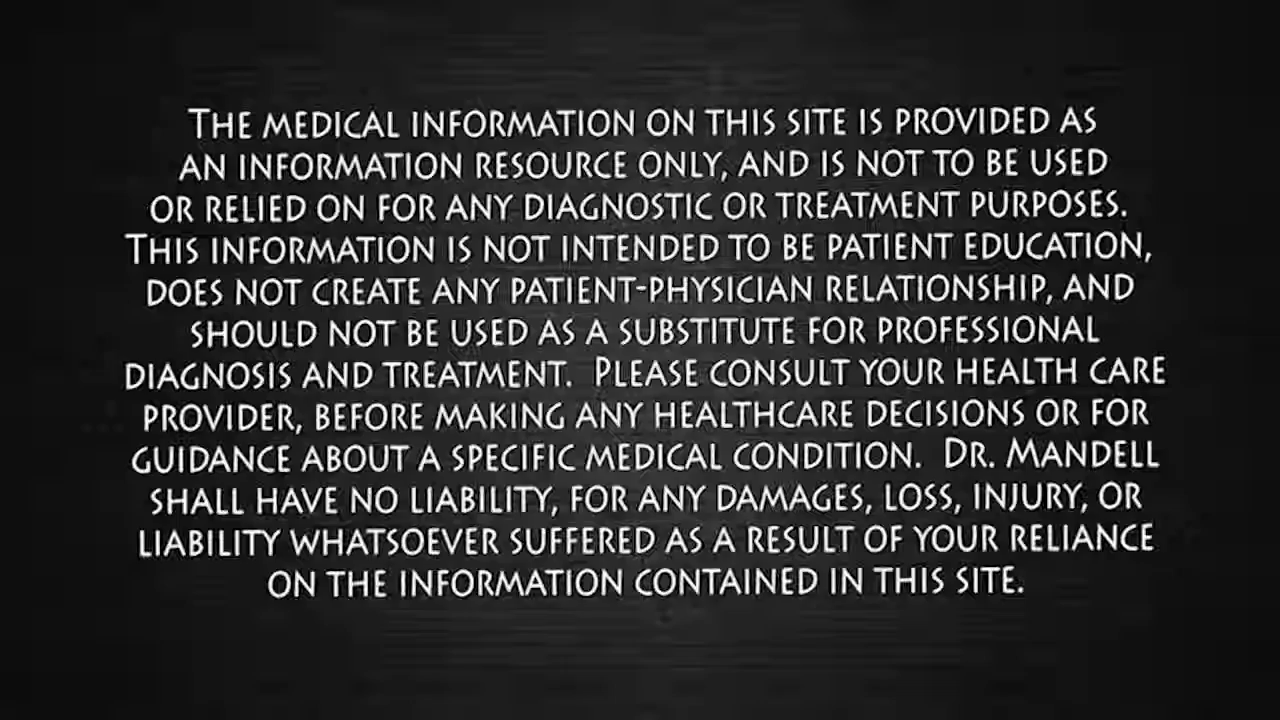 The medical information on this site is provided as
an information resource only, and is not to be used
or relied on for any diagnostic or treatment purposes.
This information is not intended to be patient education,
does not create any patient-physician relationship, and
should not be used as a substitute for professional
diagnosis and treatment.  Please consult your health care
provider, before making any healthcare decisions or for
guidance about a specific medical condition.  Dr. Mandell
shall have no liability, for any damages, loss, injury, or
liability whatsoever suffered as a result of your reliance
on the information contained in this site.